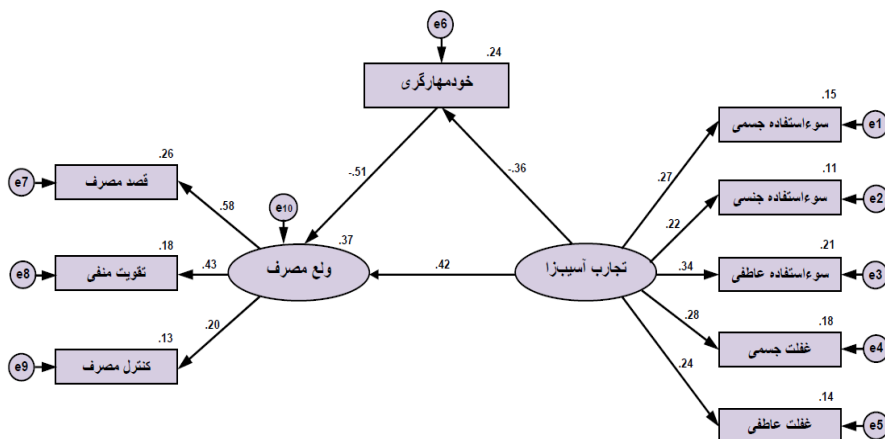 e6
.24
خودمهارگری
.15
سوءاستفاده جسمی
e1
.26
قصد مصرف
e7
-.51
-.36
.27
.11
سوءاستفاده جنسی
e2
.58
e10
.22
.37
.21
تقویت منفی
e8
.18
.43
ولع مصرف
.42
تجارب آسیب‌زا
.34
سوءاستفاده عاطفی
e3
.20
.28
.18
غفلت جسمی
e4
.13
کنترل مصرف
e9
.24
.14
غفلت عاطفی
e5